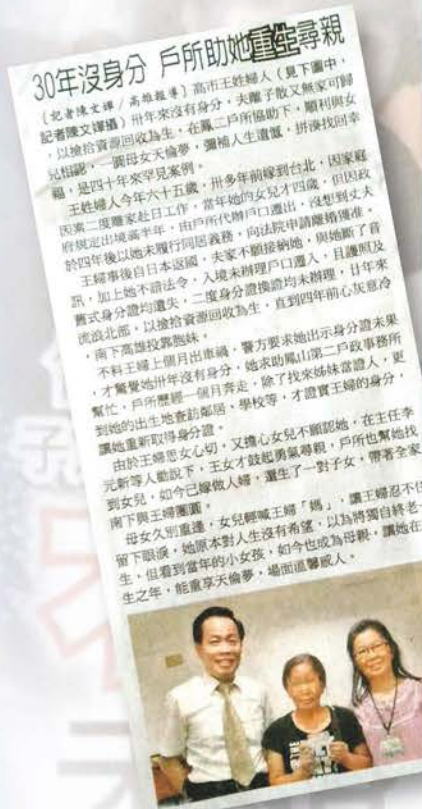 30年沒身分 戶所助她重生尋親
〔記者陳文嬋/高雄報導〕高市王姓婦人(見下圖中,
記者陳文嬋攝)卅年來沒有身分,夫離子散又無家可歸
,以撿拾資源回收為生,在鳳二戶所協助下,順利與女
兒相認,一圓母女天倫夢,彌補人生遺憾,拼湊找回幸
福,是四十年來罕見案例。
王姓婦人今年六十五歲,卅多年前嫁到台北,因家庭
因素二度離家赴日工作,當年她的女兒才四歲,但因政
府規定出境滿半年,由戶所代辦戶口遷出,沒想到丈夫
於四年後以她未履行同居義務,向法院申請離婚獲准。
王婦事後自日本返國,夫家不願接納她,與她斷了音
訊,加上她不諳法令,入境未辦理戶口遷入,且護照及
舊式身分證均遺失,二度身分證換證均未辦理,廿年來
流浪北部,以撿拾資源回收為生,直到四年前心灰意冷
,南下高雄投靠胞妹。
不料王婦上個月出車禍,警方要求她出示身分證未果
,才驚覺她卅年沒有身分,她求助鳳山第二戶政事務所
幫忙,戶所歷經一個月奔走,除了找來姊妹當證人,更
到她的出生地查訪鄰居、學校等,才證實王婦的身分,
讓她重新取得身分證。
由於王婦思女心切,又擔心女兒不願認她,在主任李
元新等人勸說下,王女才鼓起勇氣尋親,戶所也幫她找
到女兒,如今已嫁做人婦,還生了一對子女,帶著全家
南下與王婦團圓。
母女久別重逢,女兒輕喊王婦「媽」,讓王婦忍不住
留下眼淚,她原本對人生沒有希望,以為將獨自終老一
生,但看到當年的小女孩,如今也成為母親,讓她在
生之年,能重享天倫夢,場面溫馨感人。